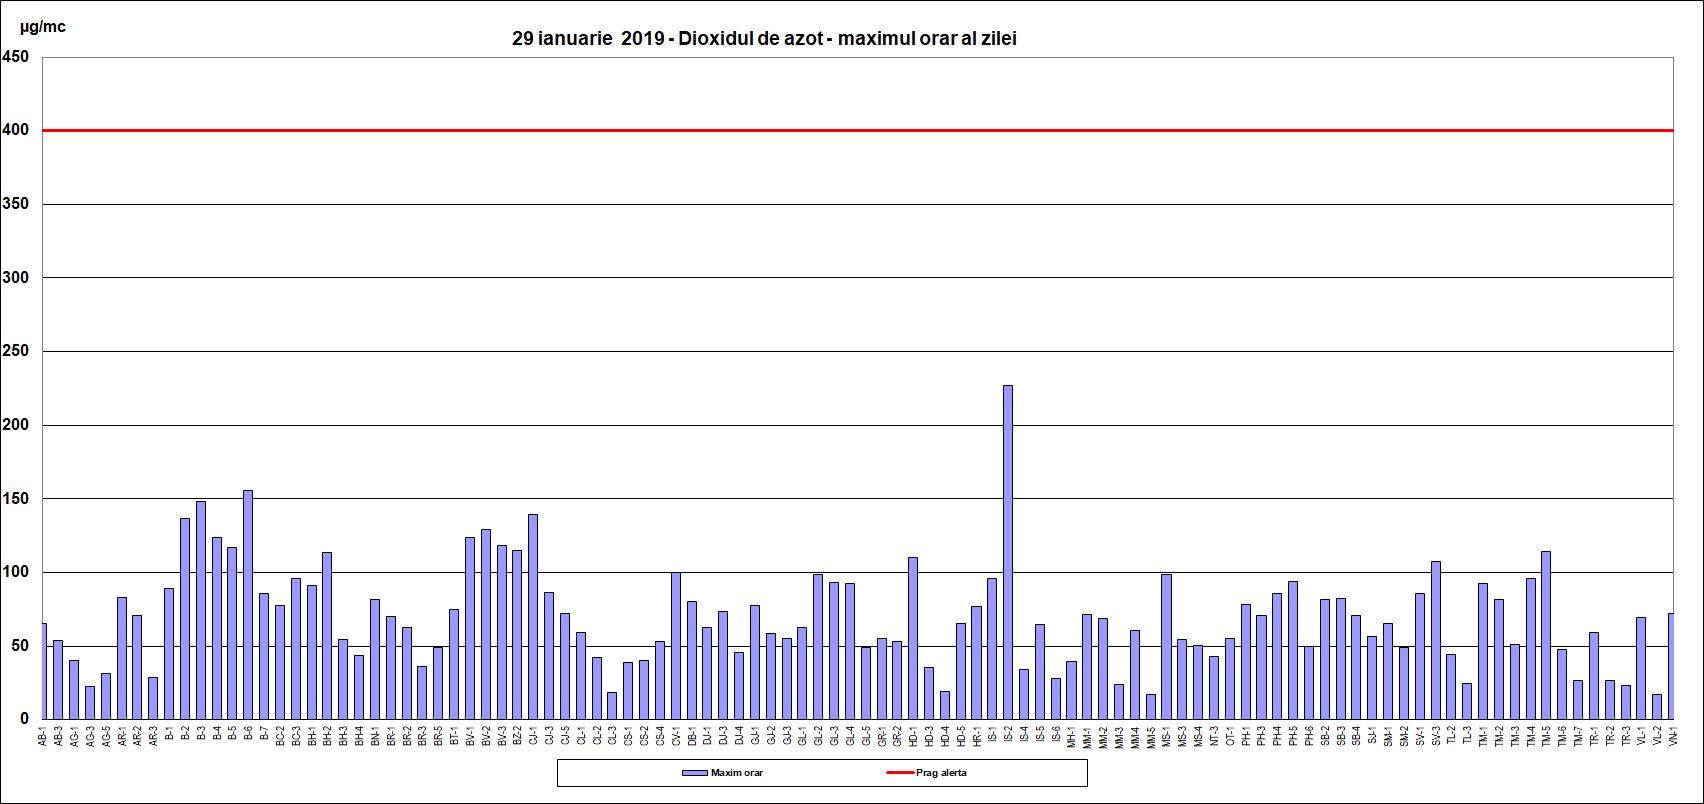 µg/mc
29 ianuarie 2019 - Dioxidul de azot - maximul orar al zilei
450
400
350
300
250
200
150
100
50
0
AB-1 AB-3 AG-1 AG-3 AG-5 AR-1 AR-2 AR-3 B-1 B-2 B-3 B-4 B-5 B-6 B-7 BC-2 BC-3 BH-1 BH-2 BH-3 BH-4 BN-1 BR-1 BR-2 BR-3 BR-5 BT-1 BV-1 BV-2 BV-3 BZ-2 CJ-1 CJ-3 CJ-5 CL-1 CL-2 CL-3 CS-1 CS-2 CS-4 CV-1 DB-1 DJ-1 DJ-3 DJ-4 GJ-1 GJ-2 GJ-3 GL-1 GL-2 GL-3 GL-4 GL-5 GR-1 GR-2 HD-1 HD-3 HD-4 HD-5 HR-1 IS-1 IS-2 IS-4 IS-5 IS-6 MH-1 MM-1 MM-2 MM-3 MM-4 MM-5 MS-1 MS-3 MS-4 NT-3 OT-1 PH-1 PH-3 PH-4 PH-5 PH-6 SB-2 SB-3 SB-4 SJ-1 SM-1 SM-2 SV-1 SV-3 TL-2 TL-3 TM-1 TM-2 TM-3 TM-4 TM-5 TM-6 TM-7 TR-1 TR-2 TR-3 VL-1 VL-2 VN-1
Maxim orar Prag alerta